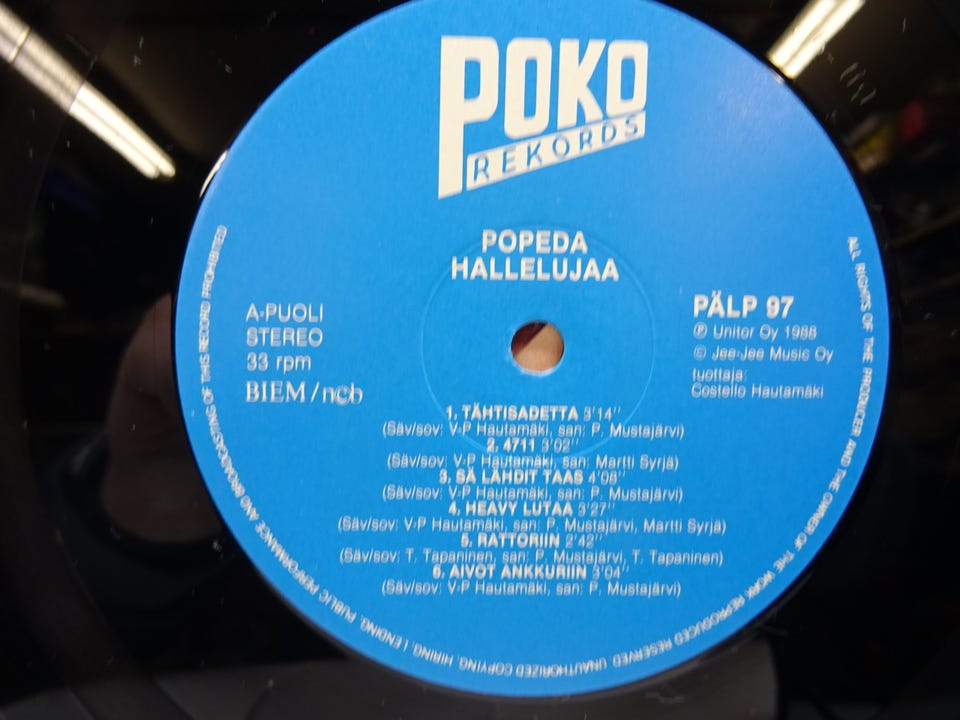 POKO
REKORDS
POPEDA
HALLELUJAA
A-PUOLI
STEREO
33 rpm
BIEM/n©b
PÄLP 97
℗ Unitor Oy 1988
© Jee-Jee Music Oy
tuottaja:
Costello Hautamäki
1. TÄHTISADETTA 3'14''
(Säv/sov: V-P Hautamäki, san: P. Mustajärvi)
2. 4711 3'02''
(Säv/sov: V-P Hautamäki, san: Martti Syrjä)
3. SÄ LÄHDIT TAAS 4'08''
(Säv/sov: V-P Hautamäki, san: P. Mustajärvi)
4. HEAVY LUTAA 3'27''
(Säv/sov: V-P Hautamäki, san: P. Mustajärvi, Martti Syrjä)
5. RATTORIIN 2'42''
(Säv/sov: T. Tapaninen, san: P. Mustajärvi, T. Tapaninen)
6. AIVOT ANKKURIIN 3'04''
(Säv/sov: V-P Hautamäki, san: P. Mustajärvi)
ALL RIGHTS OF THE PRODUCER AND THE OWNER OF THE WORK REPRODUCED RESERVED. UNAUTHORIZED COPYING, HIRING, LENDING, PUBLIC PERFORMANCE AND BROADCASTING OF THIS RECORD PROHIBITED